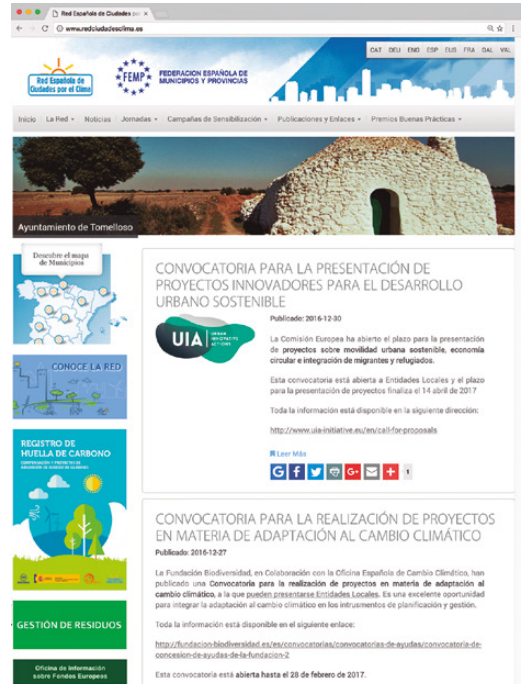 Red Española de Ciudades por
www.redciudadesclima.es
CAT DEU ENG ESP EUS FRA GAL VAL
Red Española de
Ciudades por el Clima
FEMP
FEDERACION ESPAÑOLA DE
MUNICIPIOS Y PROVINCIAS
Inicio La Red Noticias Jornadas Campañas de Sensibilización Publicaciones y Enlaces Premios Buenas Prácticas
Ayuntamiento de Tomelloso
Descubre el mapa
de Municipios
CONOCE LA RED
REGISTRO DE
HUELLA DE CARBONO
GESTIÓN DE RESIDUOS
Oficina de información
sobre Fondos Europeos
CONVOCATORIA PARA LA PRESENTACIÓN DE
PROYECTOS INNOVADORES PARA EL DESARROLLO
URBANO SOSTENIBLE
Publicado: 2016-12-30
UIA
URBAN
INNOVATIVE
ACTIONS
La Comisión Europea ha abierto el plazo para la presentación
de proyectos sobre movilidad urbana sostenible, economía
circular e integración de migrantes y refugiados.
Esta convocatoria está abierta a Entidades Locales y el plazo
para la presentación de proyectos finaliza el 14 abril de 2017
Toda la información está disponible en la siguiente dirección:
http://www.uia-initiative.eu/en/call-for-proposals
Leer Más
1
CONVOCATORIA PARA LA REALIZACIÓN DE PROYECTOS
EN MATERIA DE ADAPTACIÓN AL CAMBIO CLIMÁTICO
Publicado: 2016-12-27
La Fundación Biodiversidad, en Colaboración con la Oficina Española de Cambio Climático, han
publicado una Convocatoria para la realización de proyectos en materia de adaptación al
cambio climático, a la que pueden presentarse Entidades Locales. Es una excelente oportunidad
para integrar la adaptación al cambio climático en los intrumentos de planificación y gestión.
Toda la información está disponible en el siguiente enlace:
http://fundacion-biodiversidad.es/es/convocatorias/convocatorias-de-ayudas/convocatoria-de-
concesion-de-ayudas-de-la-fundacion-2
Esta convocatoria está abierta hasta el 28 de febrero de 2017.